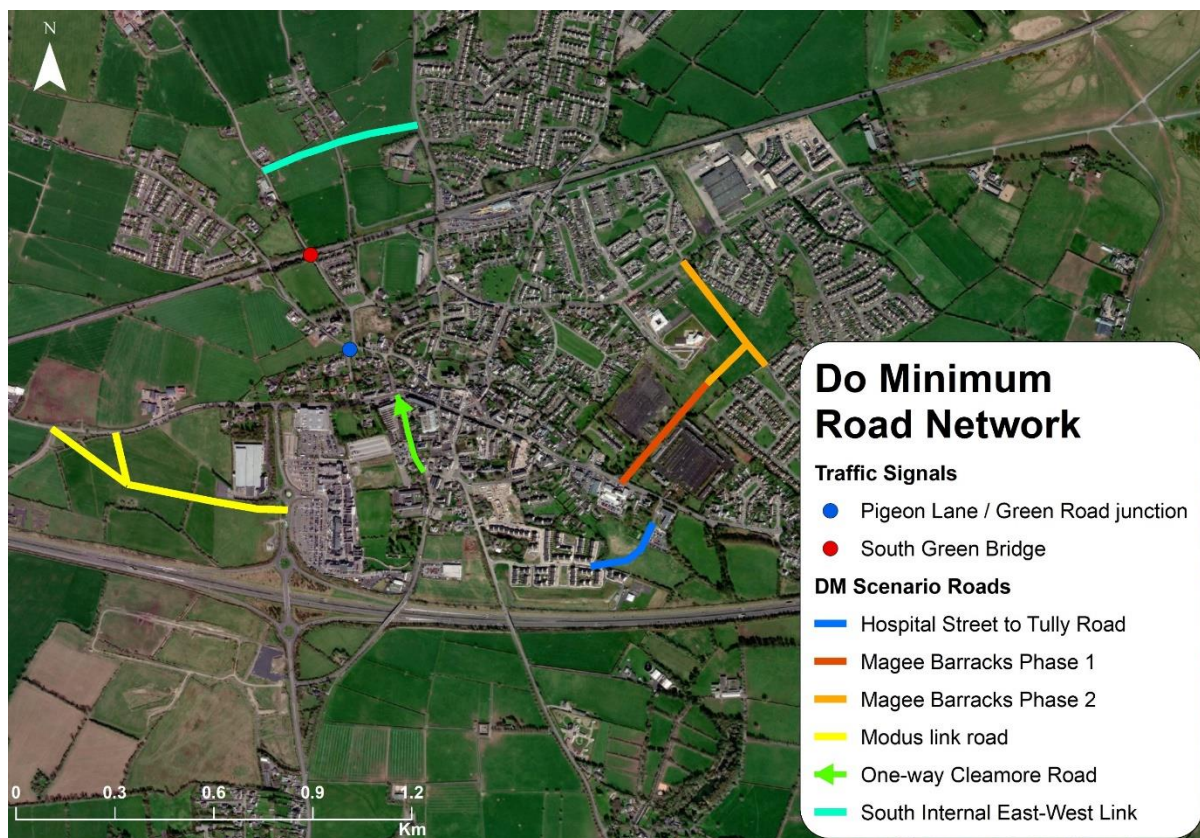 N
Do Minimum
Road Network
Traffic Signals
Pigeon Lane / Green Road junction
South Green Bridge
DM Scenario Roads
Hospital Street to Tully Road
Magee Barracks Phase 1
Magee Barracks Phase 2
Modus link road
One-way Cleamore Road
South Internal East-West Link
0 0.3 0.6 0.9 1.2
Km